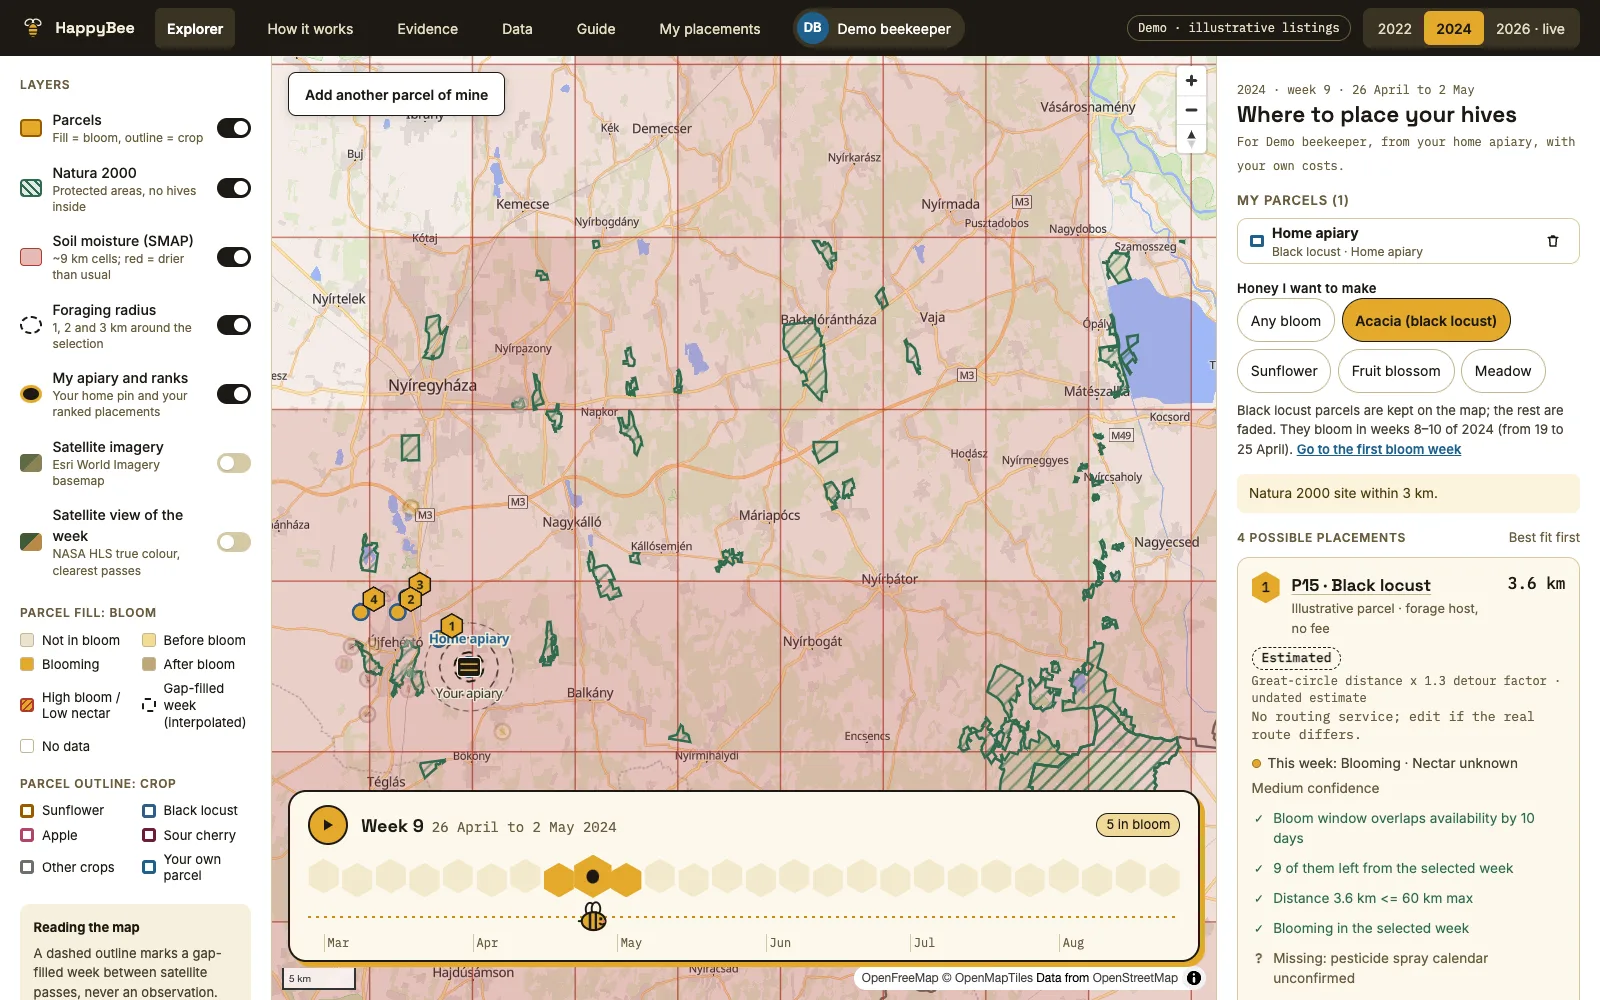 HappyBee
Explorer
How it works
Evidence
Data
Guide
My placements
DB
Demo beekeeper
Demo · illustrative listings
2022
2024
2026 · live
LAYERS
Parcels
Fill = bloom, outline = crop
Natura 2000
Protected areas, no hives
inside
Soil moisture (SMAP)
~9 km cells; red = drier
than usual
Foraging radius
1, 2 and 3 km around the
selection
My apiary and ranks
Your home pin and your
ranked placements
Satellite imagery
Esri World Imagery
basemap
Satellite view of the
week
NASA HLS true colour,
clearest passes
PARCEL FILL: BLOOM
Not in bloom
Before bloom
Blooming
After bloom
High bloom /
Low nectar
Gap-filled
week
(interpolated)
No data
PARCEL OUTLINE: CROP
Sunflower
Black locust
Apple
Sour cherry
Other crops
Your own
parcel
Reading the map
A dashed outline marks a gap-
filled week between satellite
passes, never an observation.
Add another parcel of mine
Ibrány
Buj
Kék
Demecser
Vásárosnamény
Nyírkarász
Kemecse
Nyírbogdány
Kótaj
Nyírmada
M3
Pusztadobos
Nagydobos
Szamosszeg
Nyírtelek
Baktalórántháza
Vaja
Ópályi
Nyírpazony
Nyíregyháza
M3
Mátészalka
Napkor
Kocsord
M49
Hodász
Nyírmeggyes
Nyírcsaholy
M3
M3
Nagykálló
Máriapócs
Kállósemjén
Nagyecsed
Nyírbátor
3
4
2
1
Újfehértó
Home apiary
Your apiary
Nyírbogát
Balkány
Encsencs
Bököny
Nyírmihálydi
Téglás
Week 9
26 April to 2 May 2024
5 in bloom
Mar
Apr
May
Jun
Jul
Aug
5 km
Hajdúsámson
Nyíracsád
OpenFreeMap © OpenMapTiles Data from OpenStreetMap
2024 · week 9 · 26 April to 2 May
Where to place your hives
For Demo beekeeper, from your home apiary, with
your own costs.
MY PARCELS (1)
Home apiary
Black locust · Home apiary
Honey I want to make
Any bloom
Acacia (black locust)
Sunflower
Fruit blossom
Meadow
Black locust parcels are kept on the map; the rest are
faded. They bloom in weeks 8–10 of 2024 (from 19 to
25 April). Go to the first bloom week
Natura 2000 site within 3 km.
4 POSSIBLE PLACEMENTS
Best fit first
1
P15 · Black locust
3.6 km
Illustrative parcel · forage host,
no fee
Estimated
Great-circle distance x 1.3 detour factor ·
undated estimate
No routing service; edit if the real
route differs.
This week: Blooming · Nectar unknown
Medium confidence
✓ Bloom window overlaps availability by 10
days
✓ 9 of them left from the selected week
✓ Distance 3.6 km <= 60 km max
✓ Blooming in the selected week
? Missing: pesticide spray calendar
unconfirmed